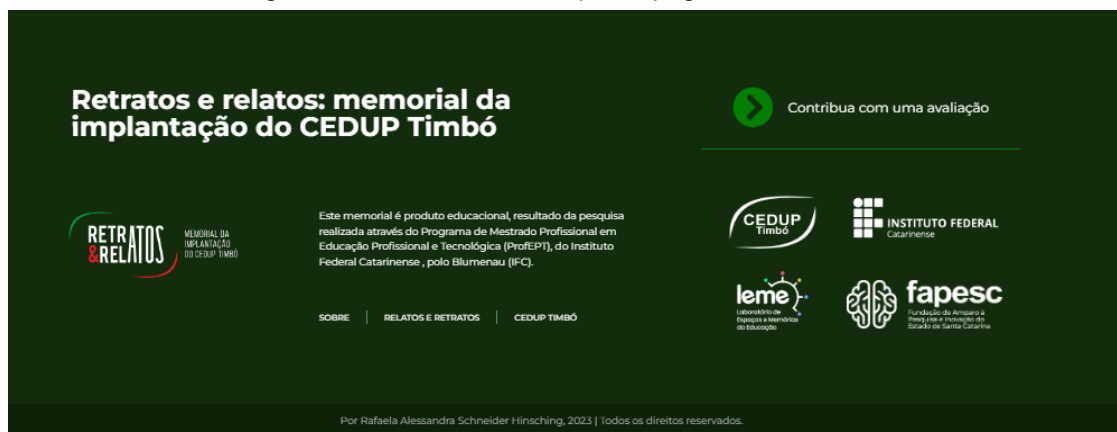 Retratos e relatos: memorial da
implantação do CEDUP Timbó
Contribua com uma avaliação
RETRATOS
&RELATOS
MEMORIAL DA
IMPLANTAÇÃO
DO CEDUP TIMBÓ
Este memorial é produto educacional, resultado da pesquisa
realizada através do Programa de Mestrado Profissional em
Educação Profissional e Tecnológica (ProfEPT), do Instituto
Federal Catarinense , polo Blumenau (IFC).
SOBRE | RELATOS E RETRATOS | CEDUP TIMBÓ
CEDUP
Timbó
INSTITUTO FEDERAL
Catarinense
leme
Laboratório de
Espaços e Memórias
da Educação
fapesc
Fundação de Amparo à
Pesquisa e Inovação do
Estado de Santa Catarina
Por Rafaela Alessandra Schneider Hinsching, 2023 | Todos os direitos reservados.